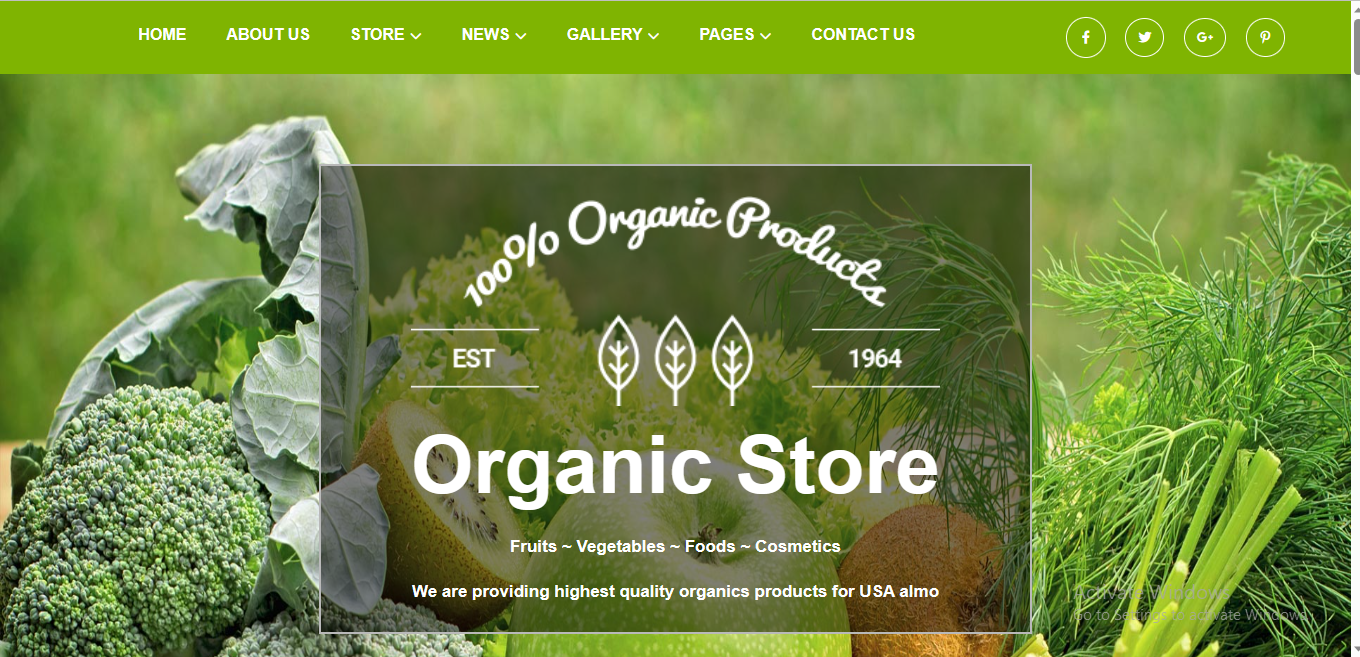 HOME ABOUT US STORE NEWS GALLERY PAGES CONTACT US f G+
100% Organic Products
EST 1964
Organic Store
Fruits ~ Vegetables ~ Foods ~ Cosmetics
We are providing highest quality organics products for USA almo
Activate Windows
Go to Settings to activate Windows.